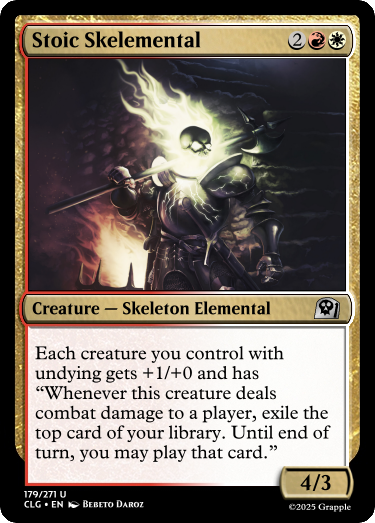 Stoic Skelemental 2
Creature — Skeleton Elemental
Each creature you control with
undying gets +1/+0 and has
“Whenever this creature deals
combat damage to a player, exile the
top card of your library. Until end of
turn, you may play that card.”
4/3
179/271 U
CLG • EN Bebeto Daroz
©2025 Grapple